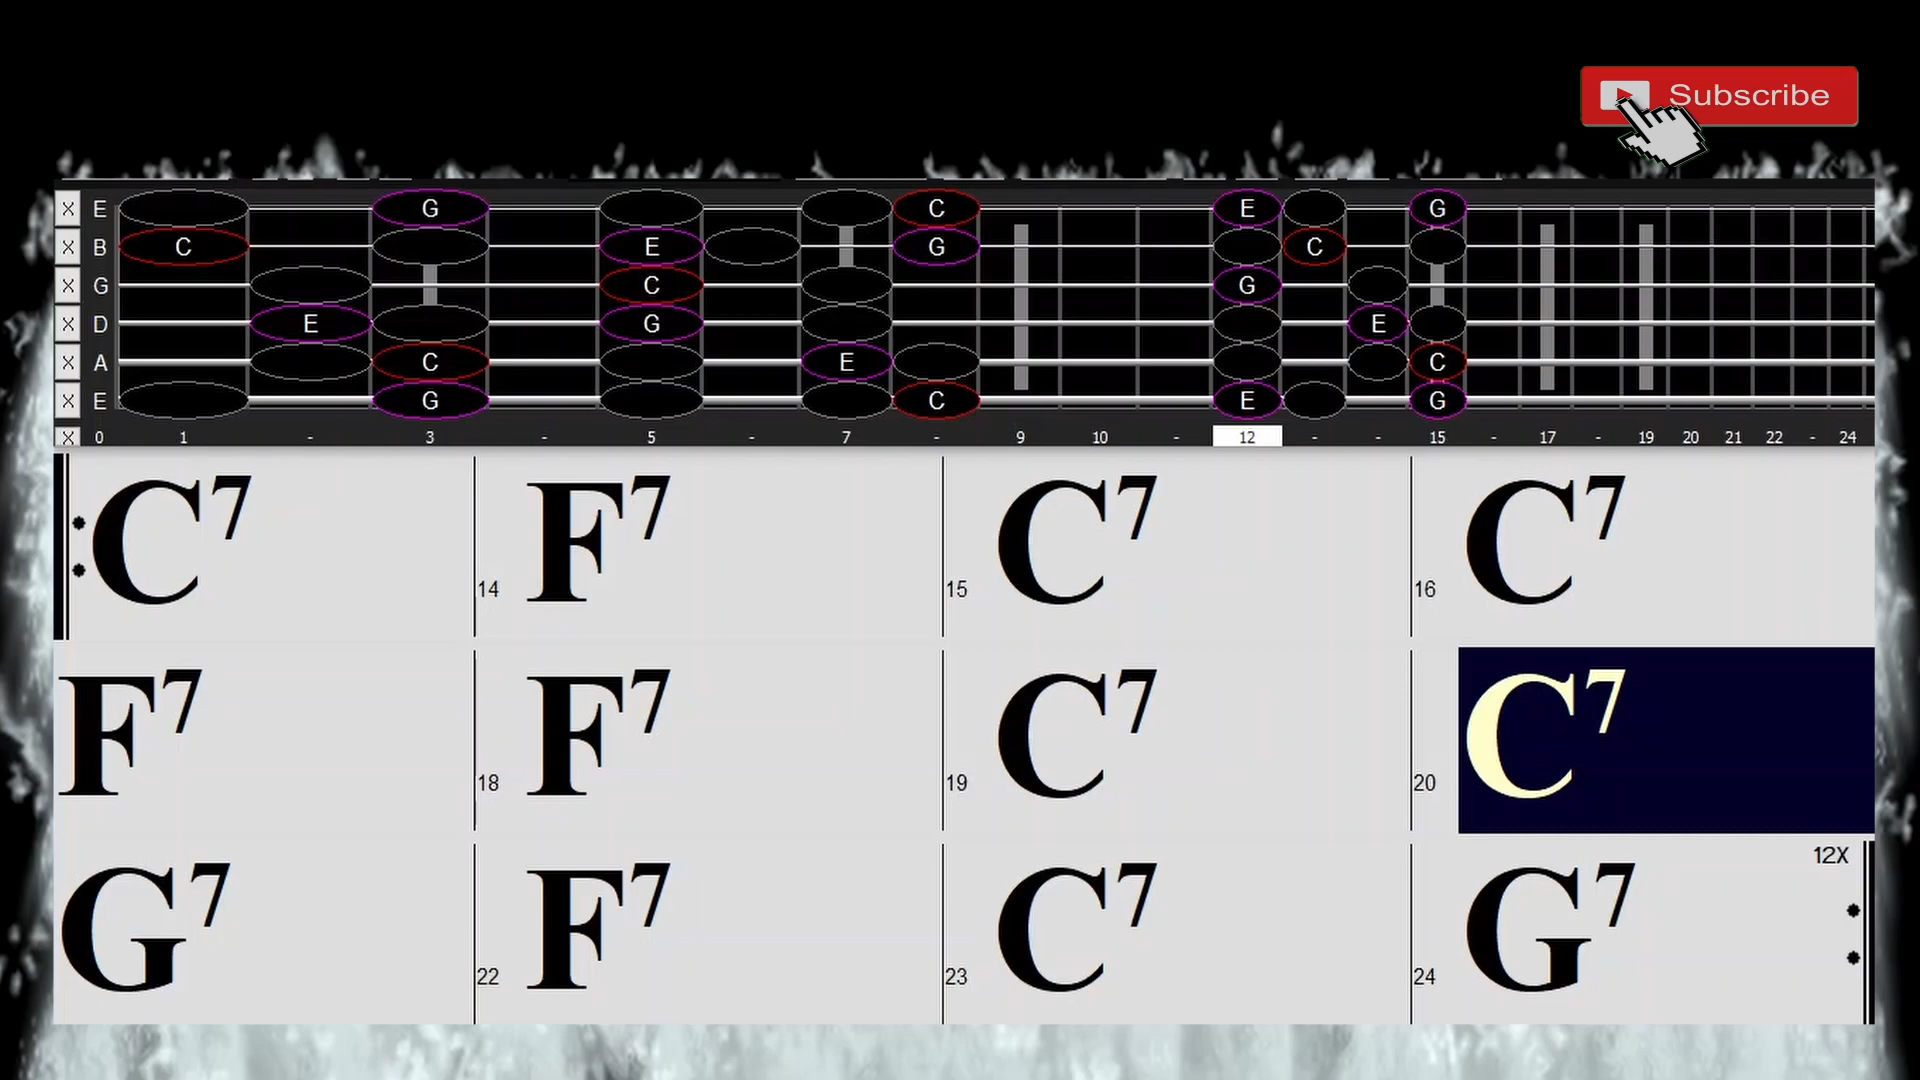 Subscribe
X E G C E G
X B C E G C
X G C G
X D E G E
X A C E C
X E G C E G
X 0 1 - 3 - 5 - 7 - 9 10 - 12 - - 15 - 17 - 19 20 21 22 - 24
C7 14 F7 15 C7 16 C7
F7 18 F7 19 C7 20 C7
12X
G7 22 F7 23 C7 24 G7